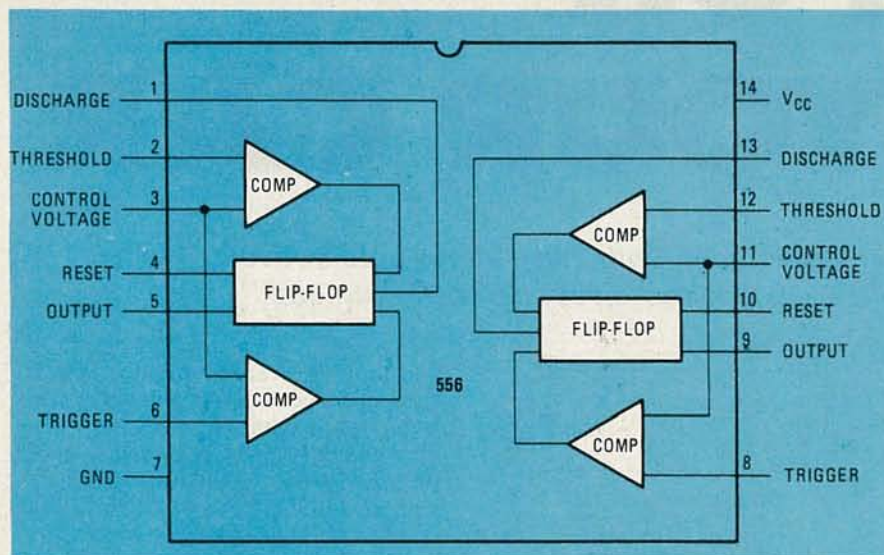 DISCHARGE
1
THRESHOLD
2
CONTROL
VOLTAGE
3
RESET
4
OUTPUT
5
TRIGGER
6
GND
7
COMP
FLIP-FLOP
COMP
556
14
VCC
13
DISCHARGE
12
THRESHOLD
11
CONTROL
VOLTAGE
10
RESET
9
OUTPUT
8
TRIGGER
COMP
FLIP-FLOP
COMP